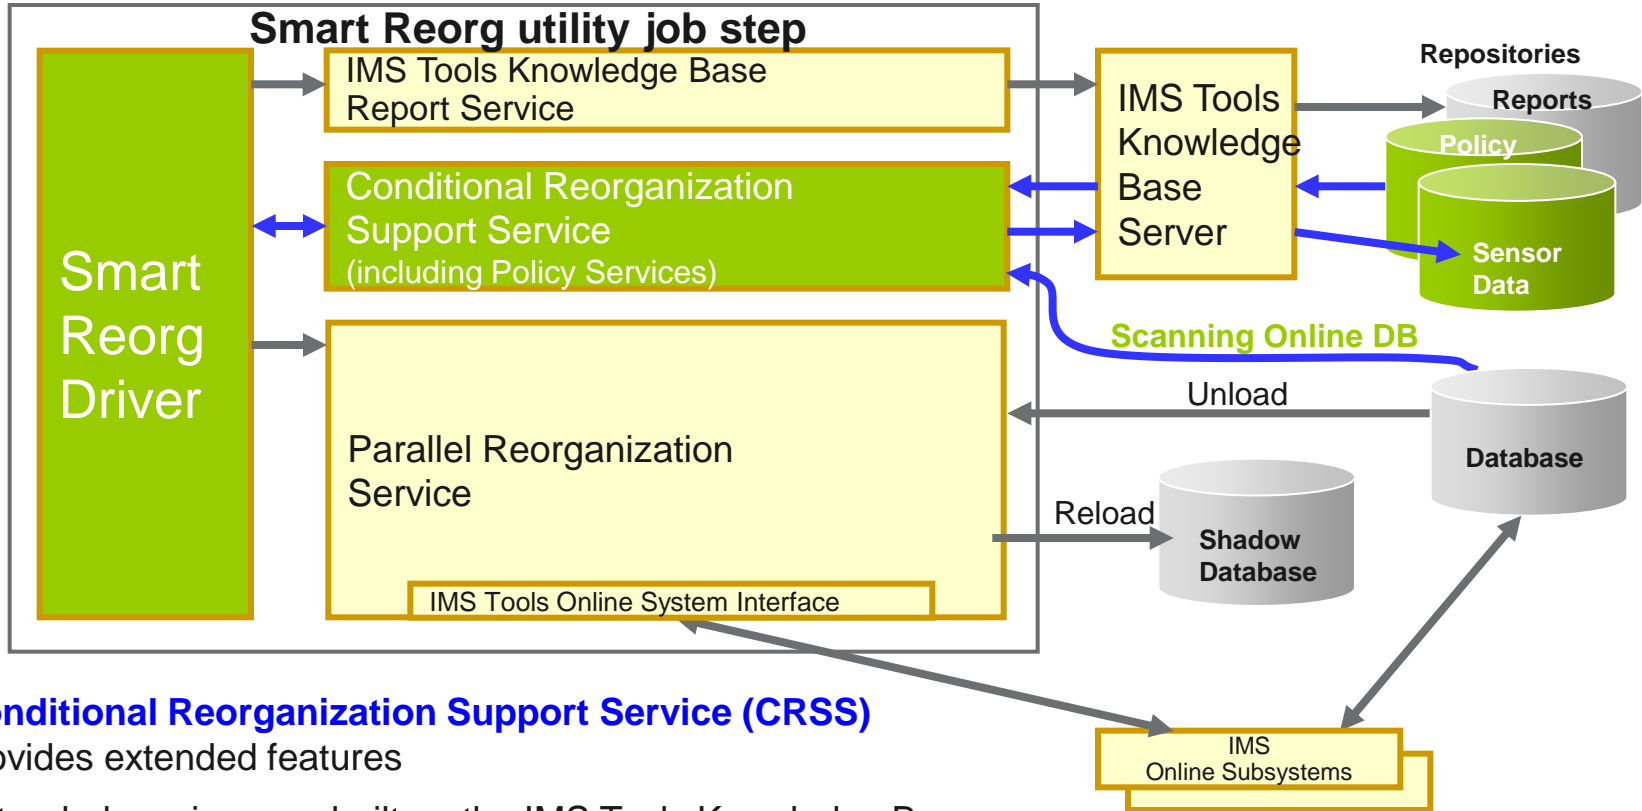 Smart Reorg utility job step
Smart
Reorg
Driver
IMS Tools Knowledge Base
Report Service
Conditional Reorganization
Support Service
(including Policy Services)
Parallel Reorganization
Service
IMS Tools Online System Interface
IMS Tools
Knowledge
Base
Server
Repositories
Reports
Policy
Sensor
Data
Scanning Online DB
Unload
Database
Reload
Shadow
Database
IMS
Online Subsystems
onditional Reorganization Support Service (CRSS)
ovides extended features